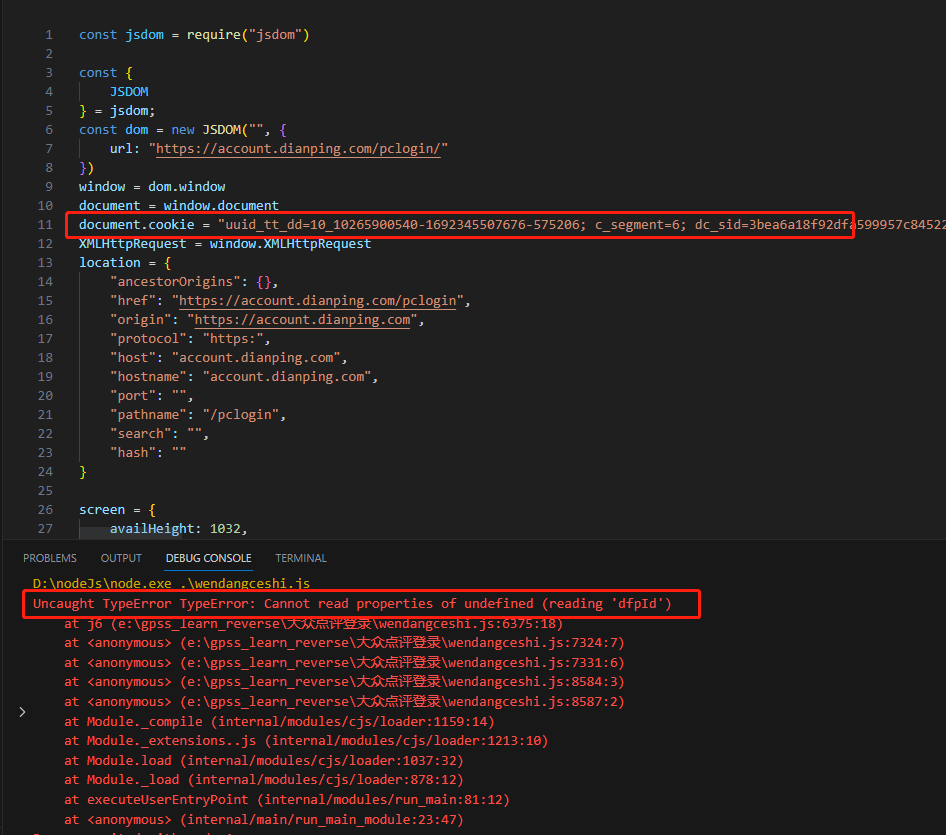 1 const jsdom = require("jsdom")
2
3 const {
4 JSDOM
5 } = jsdom;
6 const dom = new JSDOM("", {
7 url: "https://account.dianping.com/pclogin/"
8 })
9 window = dom.window
10 document = window.document
11 document.cookie = "uuid_tt_dd=10_10265900540-1692345507676-575206; c_segment=6; dc_sid=3bea6a18f92dfa599957c84522
12 XMLHttpRequest = window.XMLHttpRequest
13 location = {
14 "ancestorOrigins": {},
15 "href": "https://account.dianping.com/pclogin",
16 "origin": "https://account.dianping.com",
17 "protocol": "https:",
18 "host": "account.dianping.com",
19 "hostname": "account.dianping.com",
20 "port": "",
21 "pathname": "/pclogin",
22 "search": "",
23 "hash": ""
24 }
25
26 screen = {
27 availHeight: 1032,
PROBLEMS OUTPUT DEBUG CONSOLE TERMINAL
D:\nodeJs\node.exe .\wendangceshi.js
Uncaught TypeError TypeError: Cannot read properties of undefined (reading 'dfpId')
at j6 (e:\gpss_learn_reverse\大众点评登录\wendangceshi.js:6375:18)
at <anonymous> (e:\gpss_learn_reverse\大众点评登录\wendangceshi.js:7324:7)
at <anonymous> (e:\gpss_learn_reverse\大众点评登录\wendangceshi.js:7331:6)
at <anonymous> (e:\gpss_learn_reverse\大众点评登录\wendangceshi.js:8584:3)
at <anonymous> (e:\gpss_learn_reverse\大众点评登录\wendangceshi.js:8587:2)
at Module._compile (internal/modules/cjs/loader:1159:14)
at Module._extensions..js (internal/modules/cjs/loader:1213:10)
at Module.load (internal/modules/cjs/loader:1037:32)
at Module._load (internal/modules/cjs/loader:878:12)
at executeUserEntryPoint (internal/modules/run_main:81:12)
at <anonymous> (internal/main/run_main_module:23:47)